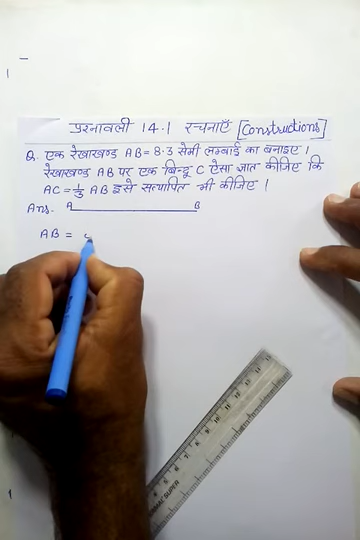 प्रश्नावली 14.1 रचनाएँ [Constructions]
Q. एक रेखाखण्ड AB = 8.3 सेमी लम्बाई का बनाइए ।
रेखाखण्ड AB पर एक बिन्दू C ऐसा ज्ञात कीजिए कि
AC = 1/3 AB इसे सत्यापित भी कीजिए ।
Ans. A B
AB =